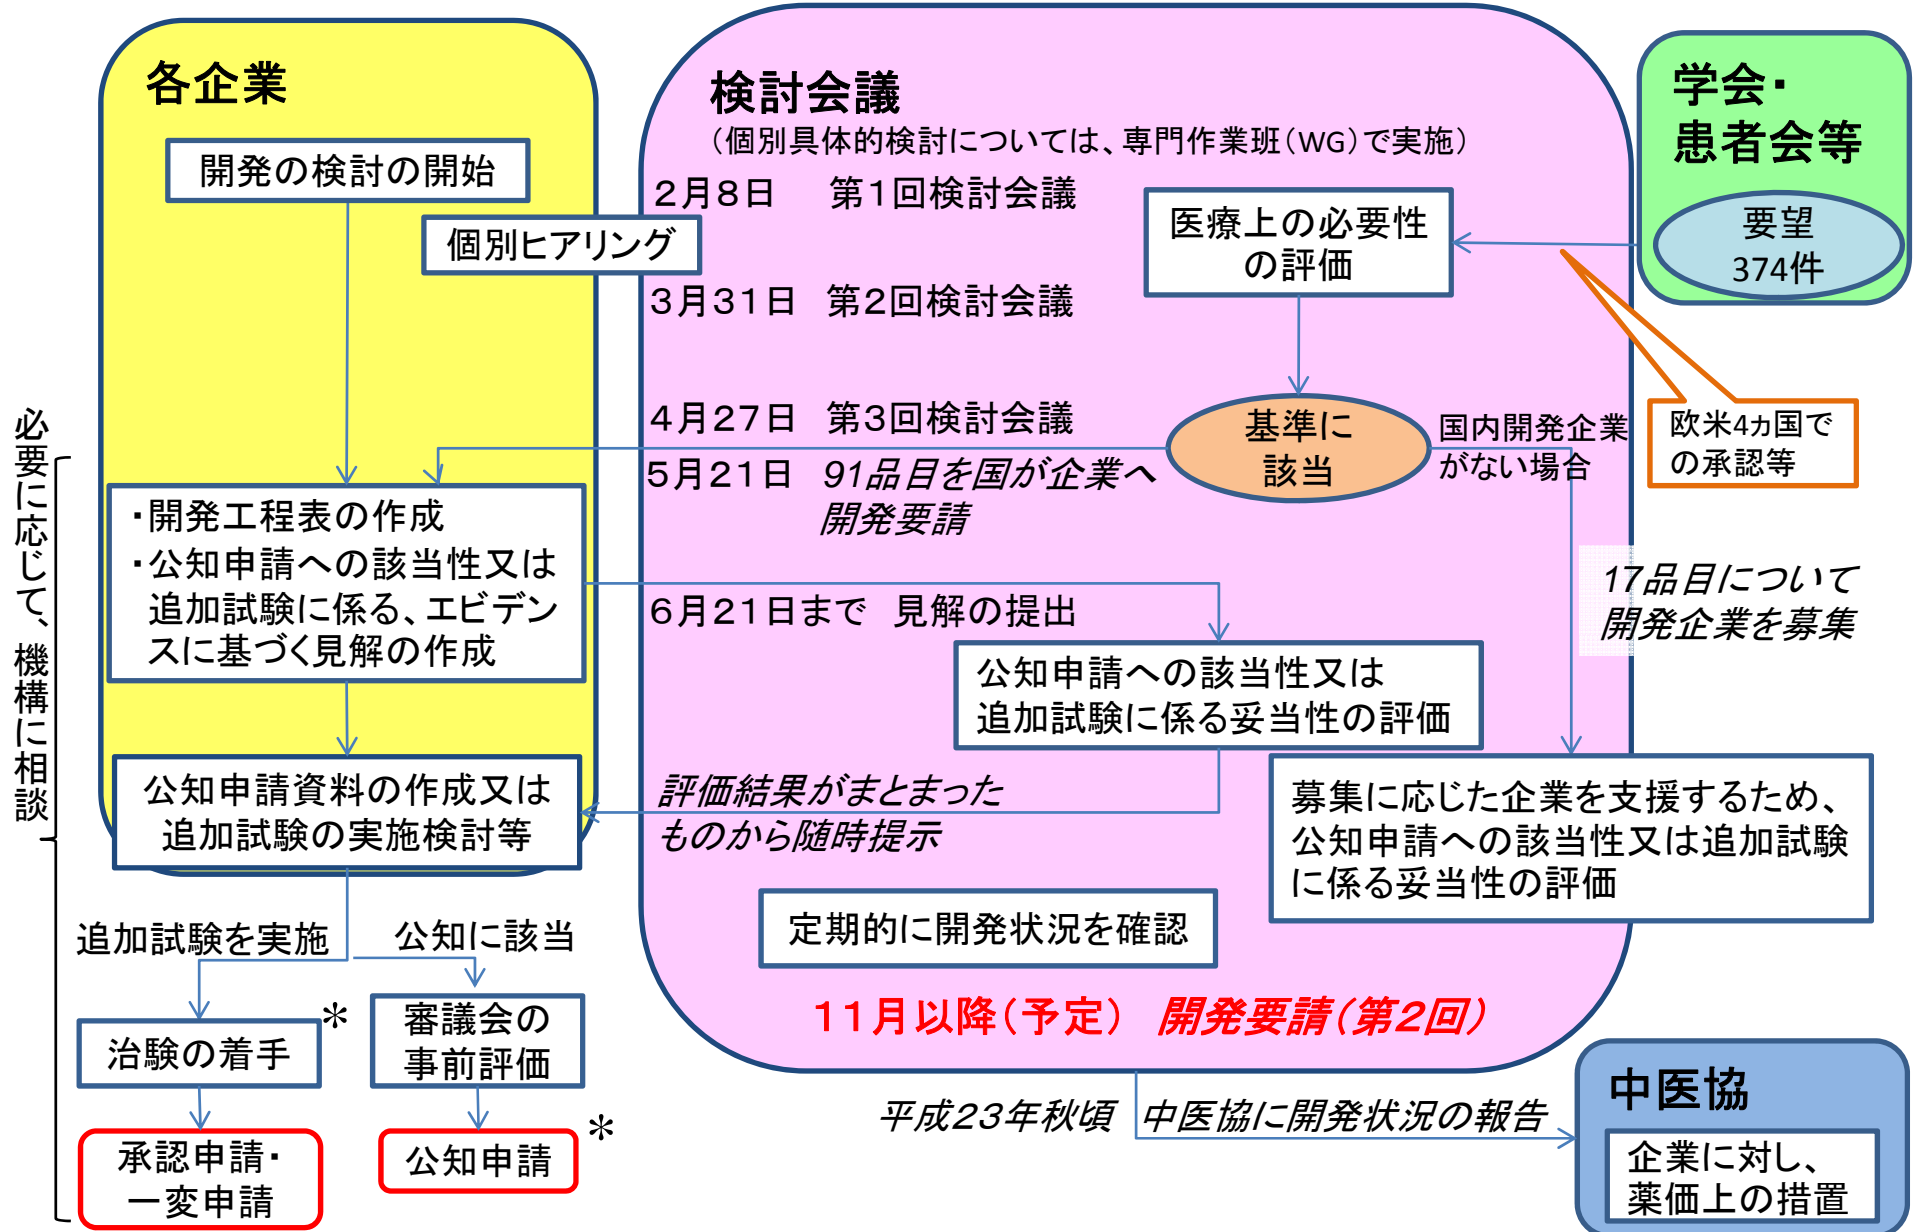 各企業
開発の検討の開始
個別ヒアリング
・開発工程表の作成
・公知申請への該当性又は
追加試験に係る、エビデン
スに基づく見解の作成
公知申請資料の作成又は
追加試験の実施検討等
追加試験を実施
公知に該当
治験の着手
＊
審議会の
事前評価
承認申請・
一変申請
公知申請
＊
必要に応じて、機構に相談
検討会議
（個別具体的検討については、専門作業班（WG）で実施）
2月8日 第1回検討会議
3月31日 第2回検討会議
4月27日 第3回検討会議
5月21日 91品目を国が企業へ
開発要請
6月21日まで 見解の提出
医療上の必要性
の評価
基準に
該当
国内開発企業
がない場合
17品目について
開発企業を募集
公知申請への該当性又は
追加試験に係る妥当性の評価
評価結果がまとまった
ものから随時提示
募集に応じた企業を支援するため、
公知申請への該当性又は追加試験
に係る妥当性の評価
定期的に開発状況を確認
11月以降（予定） 開発要請（第2回）
学会・
患者会等
要望
374件
欧米4ヵ国で
の承認等
平成23年秋頃 中医協に開発状況の報告
中医協
企業に対し、
薬価上の措置